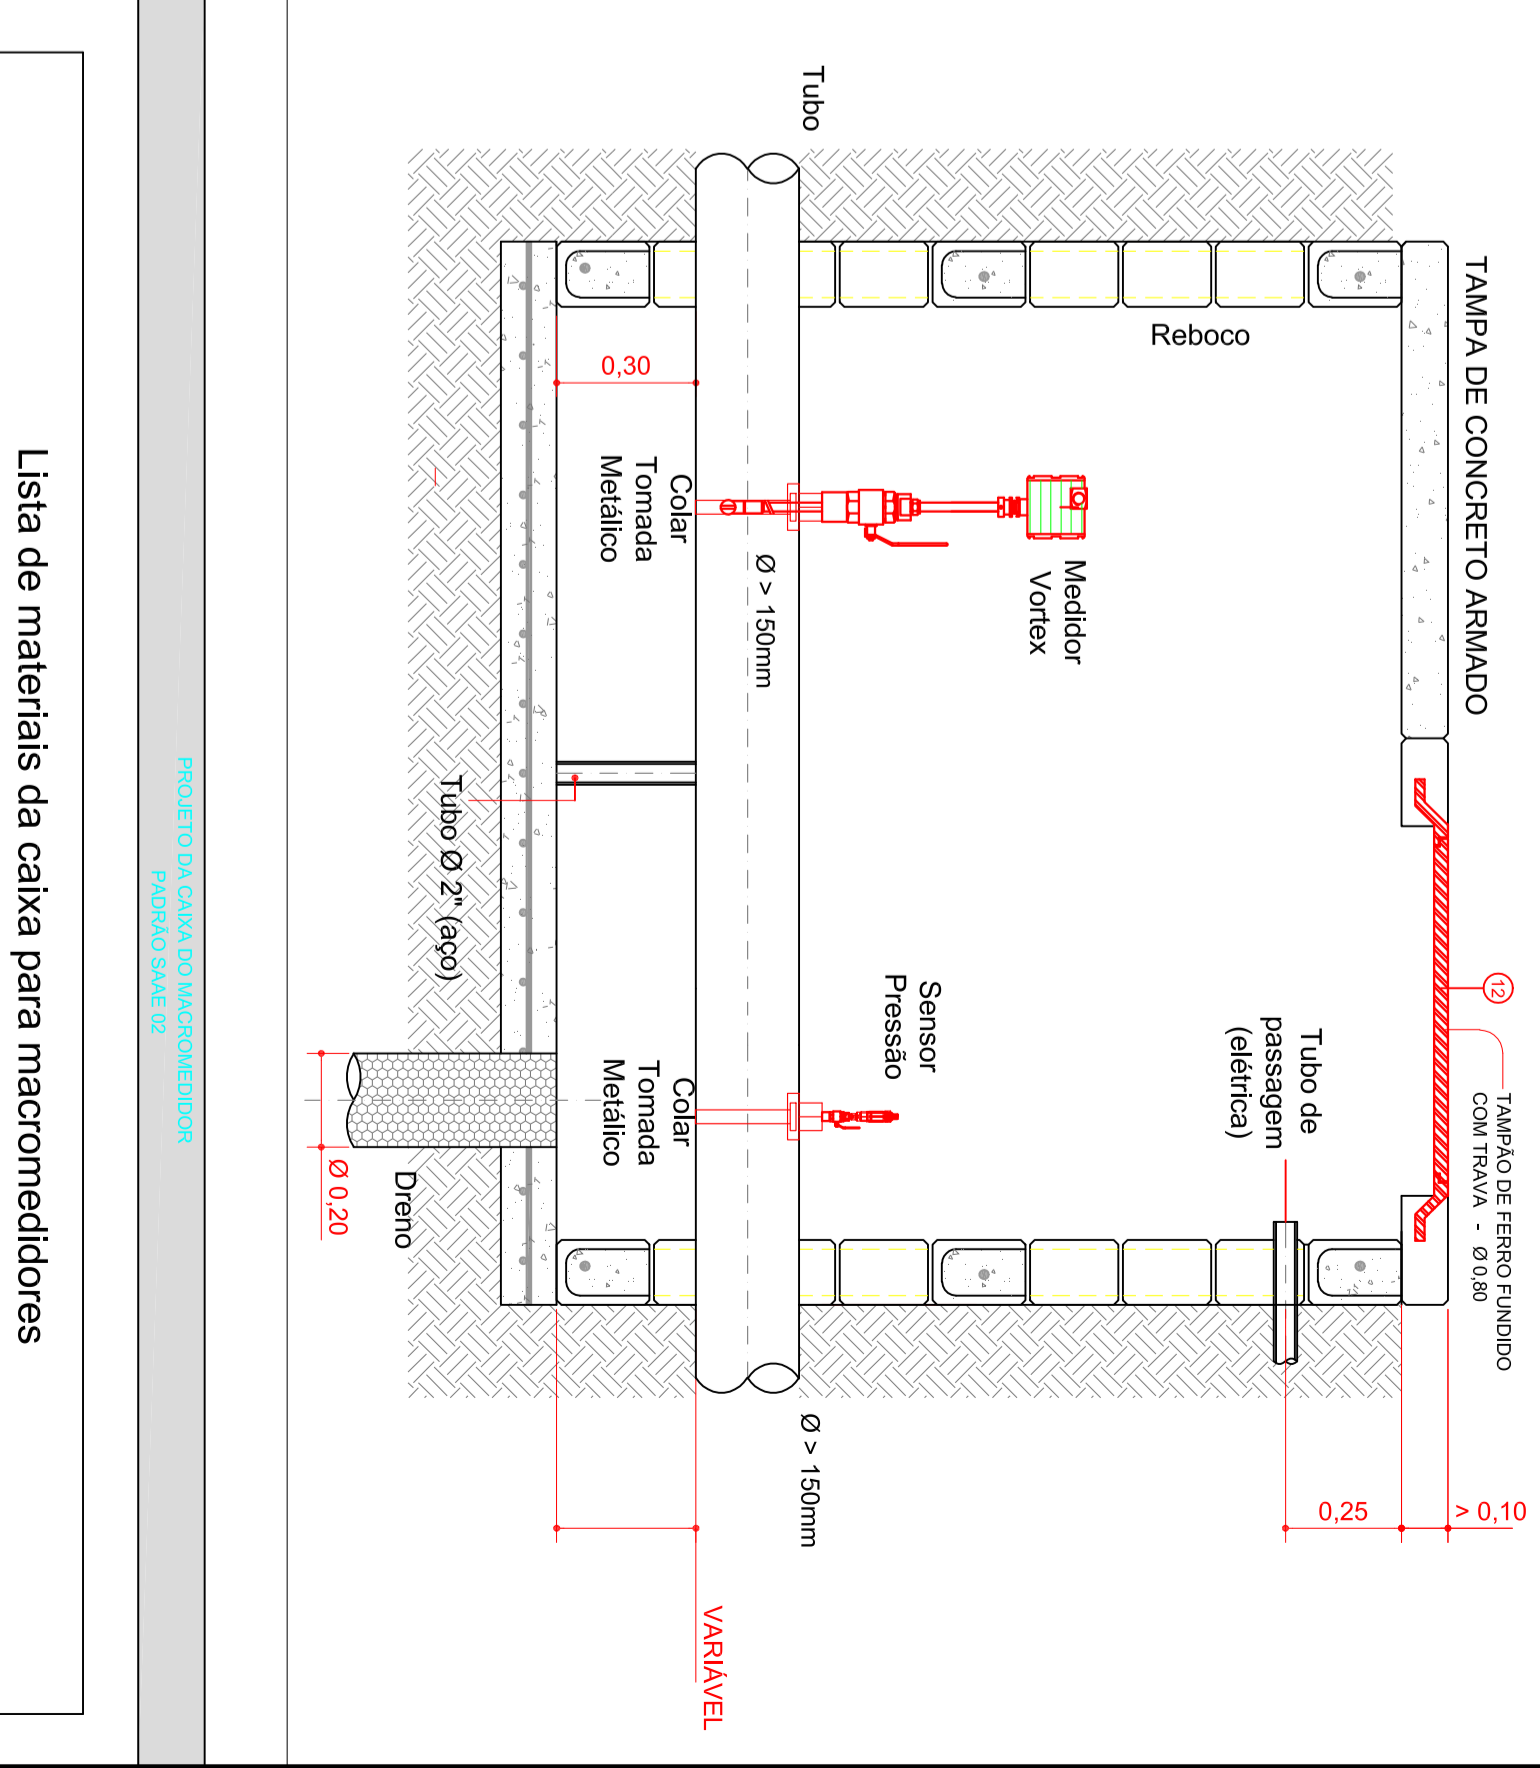 TAMPA DE CONCRETO ARMADO
12
TAMPÃO DE FERRO FUNDIDO
COM TRAVA - Ø 0,80
> 0,10
0,25
Tubo de
passagem
(elétrica)
Reboco
Medidor
Vortex
Sensor
Pressão
Tubo
Ø > 150mm
Ø > 150mm
VARIÁVEL
0,30
Colar
Tomada
Metálico
Colar
Tomada
Metálico
Tubo Ø 2" (aço)
Dreno
Ø 0,20
PROJETO DA CAIXA DO MACROMEDIDOR
PADRÃO SAAE 02
Lista de materiais da caixa para macromedidores